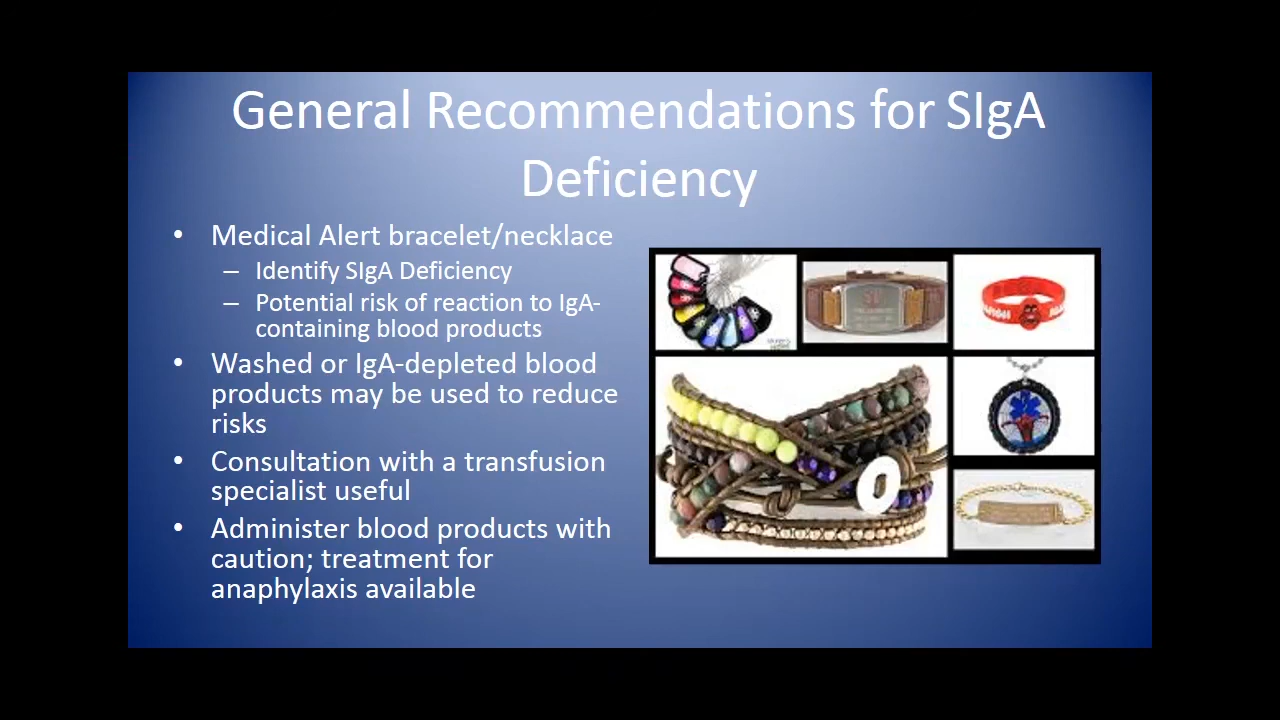 General Recommendations for SIgA
Deficiency
• Medical Alert bracelet/necklace
– Identify SIgA Deficiency
– Potential risk of reaction to IgA-
containing blood products
• Washed or IgA-depleted blood
products may be used to reduce
risks
• Consultation with a transfusion
specialist useful
• Administer blood products with
caution; treatment for
anaphylaxis available